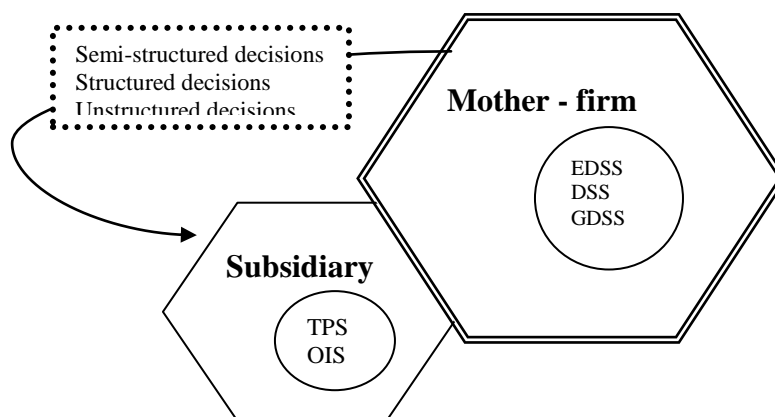 Semi-structured decisions
Structured decisions
Unstructured decisions
Mother - firm
EDSS
DSS
GDSS
Subsidiary
TPS
OIS